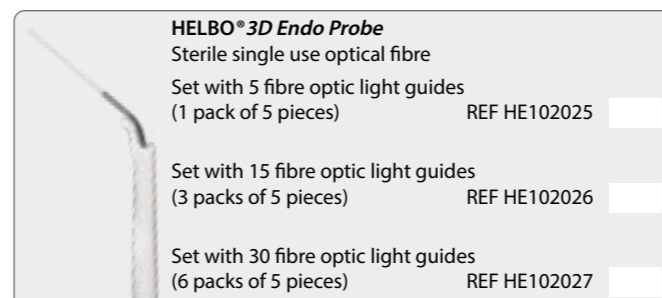 HELBO®3D Endo Probe
Sterile single use optical fibre
Set with 5 fibre optic light guides
(1 pack of 5 pieces) REF HE102025
Set with 15 fibre optic light guides
(3 packs of 5 pieces) REF HE102026
Set with 30 fibre optic light guides
(6 packs of 5 pieces) REF HE102027